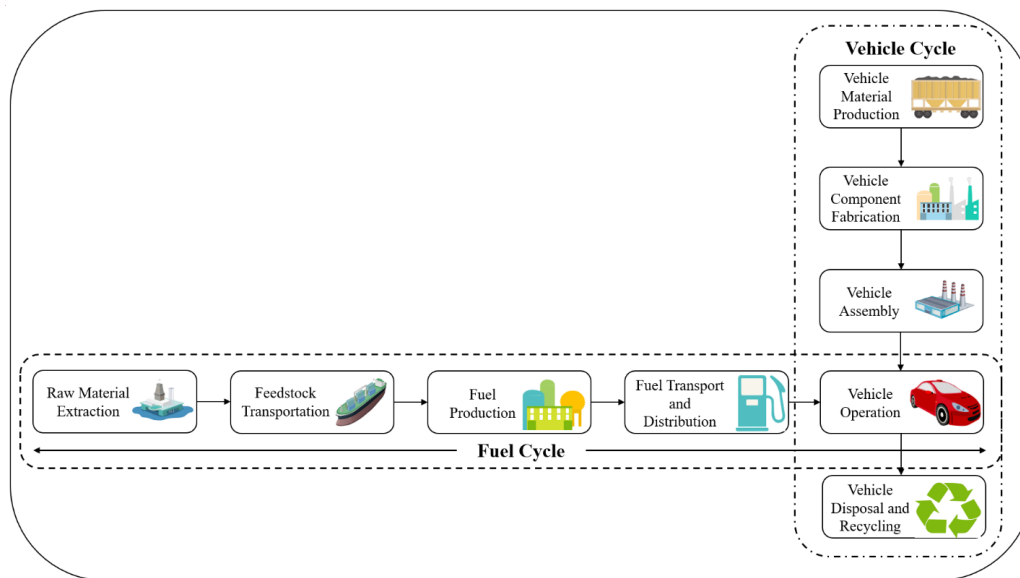 Vehicle Cycle
Vehicle
Material
Production
Vehicle
Component
Fabrication
Vehicle
Assembly
Raw Material
Extraction
Feedstock
Transportation
Fuel
Production
Fuel Transport
and
Distribution
Vehicle
Operation
Fuel Cycle
Vehicle
Disposal and
Recycling